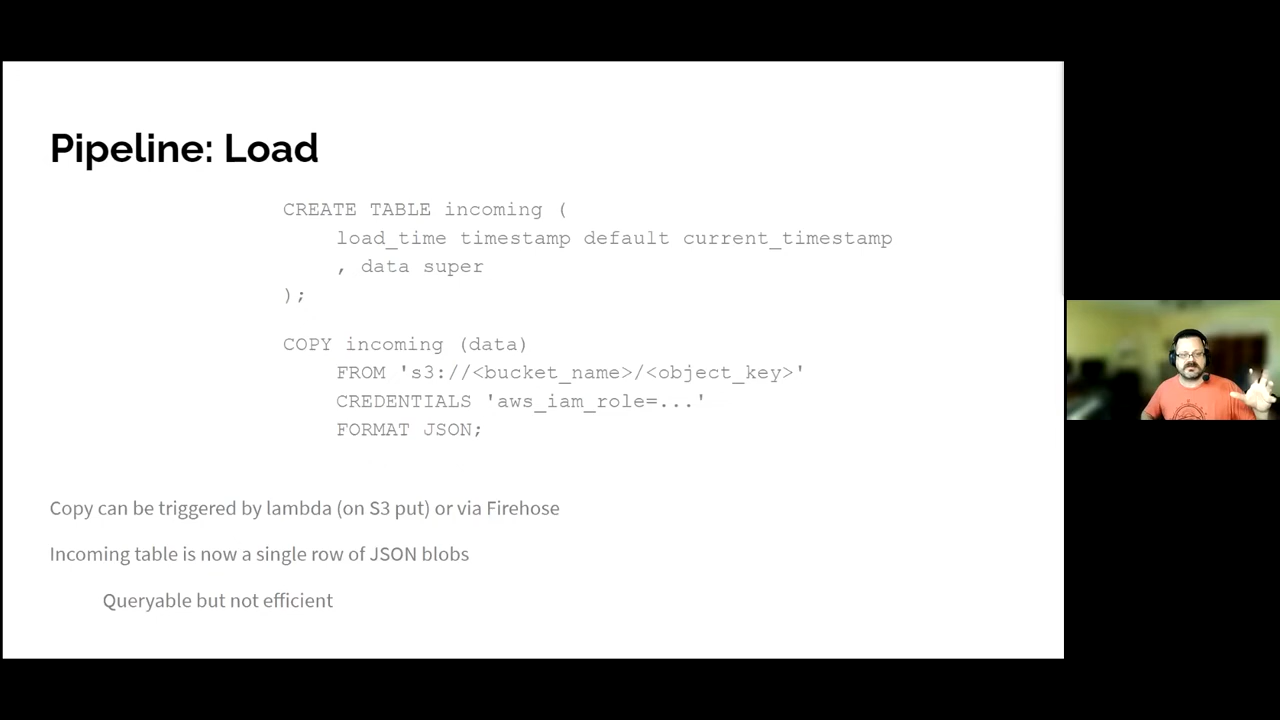 Pipeline: Load
CREATE TABLE incoming (
load_time timestamp default current_timestamp
, data super
);
COPY incoming (data)
FROM 's3://<bucket_name>/<object_key>'
CREDENTIALS 'aws_iam_role=...'
FORMAT JSON;
Copy can be triggered by lambda (on S3 put) or via Firehose
Incoming table is now a single row of JSON blobs
Queryable but not efficient